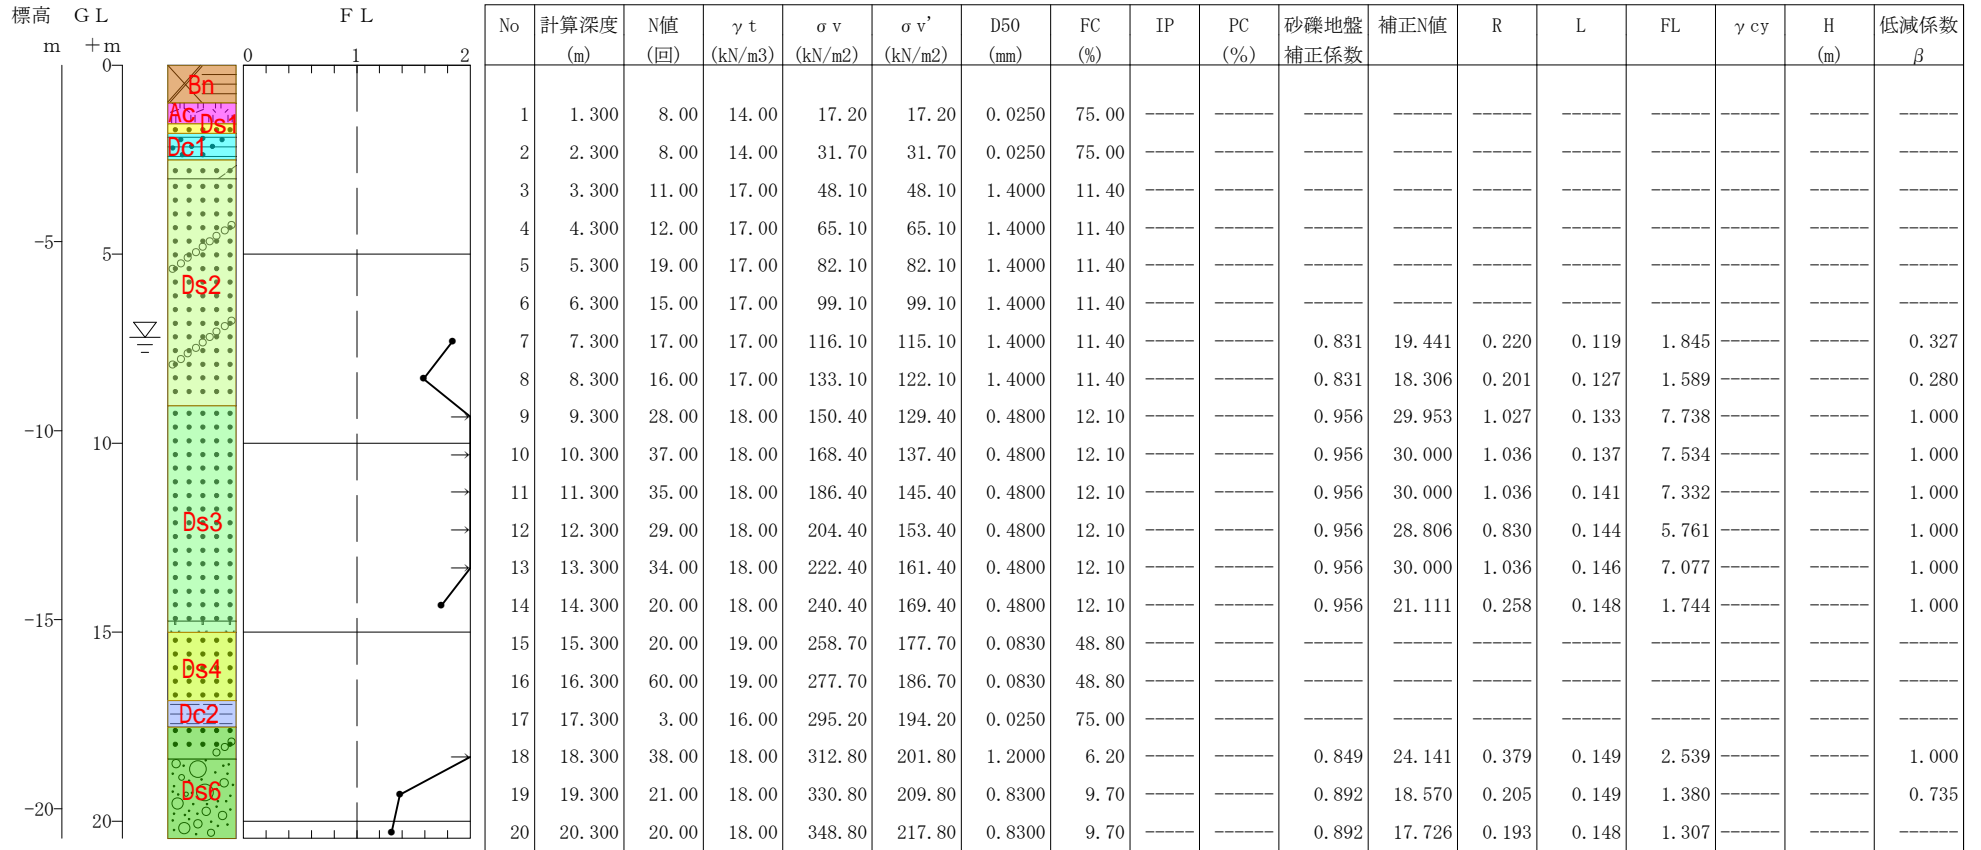 標高 GL FL No 計算深度 N値 γt σv σv' D50 FC IP PC 砂礫地盤 補正N値 R L FL γcy H 低減係数
m +m (m) (回) (kN/m3) (kN/m2) (kN/m2) (mm) (%) (%) 補正係数 (m) β
0 1 2
0
Bn
Ac
Ds1
1 1.300 8.00 14.00 17.20 17.20 0.0250 75.00 ----- ------ ------ ------ ----- ----- ------ ------ ------ ------
Dc1
2 2.300 8.00 14.00 31.70 31.70 0.0250 75.00 ----- ------ ------ ------ ----- ----- ------ ------ ------ ------
3 3.300 11.00 17.00 48.10 48.10 1.4000 11.40 ----- ------ ------ ------ ----- ----- ------ ------ ------ ------
4 4.300 12.00 17.00 65.10 65.10 1.4000 11.40 ----- ------ ------ ------ ----- ----- ------ ------ ------ ------
-5 5
5 5.300 19.00 17.00 82.10 82.10 1.4000 11.40 ----- ------ ------ ------ ----- ----- ------ ------ ------ ------
Ds2
6 6.300 15.00 17.00 99.10 99.10 1.4000 11.40 ----- ------ ------ ------ ----- ----- ------ ------ ------ ------
7 7.300 17.00 17.00 116.10 115.10 1.4000 11.40 ----- ------ 0.831 19.441 0.220 0.119 1.845 ------ ------ 0.327
8 8.300 16.00 17.00 133.10 122.10 1.4000 11.40 ----- ------ 0.831 18.306 0.201 0.127 1.589 ------ ------ 0.280
9 9.300 28.00 18.00 150.40 129.40 0.4800 12.10 ----- ------ 0.956 29.953 1.027 0.133 7.738 ------ ------ 1.000
-10 10
10 10.300 37.00 18.00 168.40 137.40 0.4800 12.10 ----- ------ 0.956 30.000 1.036 0.137 7.534 ------ ------ 1.000
11 11.300 35.00 18.00 186.40 145.40 0.4800 12.10 ----- ------ 0.956 30.000 1.036 0.141 7.332 ------ ------ 1.000
Ds3
12 12.300 29.00 18.00 204.40 153.40 0.4800 12.10 ----- ------ 0.956 28.806 0.830 0.144 5.761 ------ ------ 1.000
13 13.300 34.00 18.00 222.40 161.40 0.4800 12.10 ----- ------ 0.956 30.000 1.036 0.146 7.077 ------ ------ 1.000
14 14.300 20.00 18.00 240.40 169.40 0.4800 12.10 ----- ------ 0.956 21.111 0.258 0.148 1.744 ------ ------ 1.000
-15 15
15 15.300 20.00 19.00 258.70 177.70 0.0830 48.80 ----- ------ ------ ------ ----- ----- ------ ------ ------ ------
Ds4
16 16.300 60.00 19.00 277.70 186.70 0.0830 48.80 ----- ------ ------ ------ ----- ----- ------ ------ ------ ------
Dc2
17 17.300 3.00 16.00 295.20 194.20 0.0250 75.00 ----- ------ ------ ------ ----- ----- ------ ------ ------ ------
18 18.300 38.00 18.00 312.80 201.80 1.2000 6.20 ----- ------ 0.849 24.141 0.379 0.149 2.539 ------ ------ 1.000
Ds6
19 19.300 21.00 18.00 330.80 209.80 0.8300 9.70 ----- ------ 0.892 18.570 0.205 0.149 1.380 ------ ------ 0.735
-20 20
20 20.300 20.00 18.00 348.80 217.80 0.8300 9.70 ----- ------ 0.892 17.726 0.193 0.148 1.307 ------ ------ ------